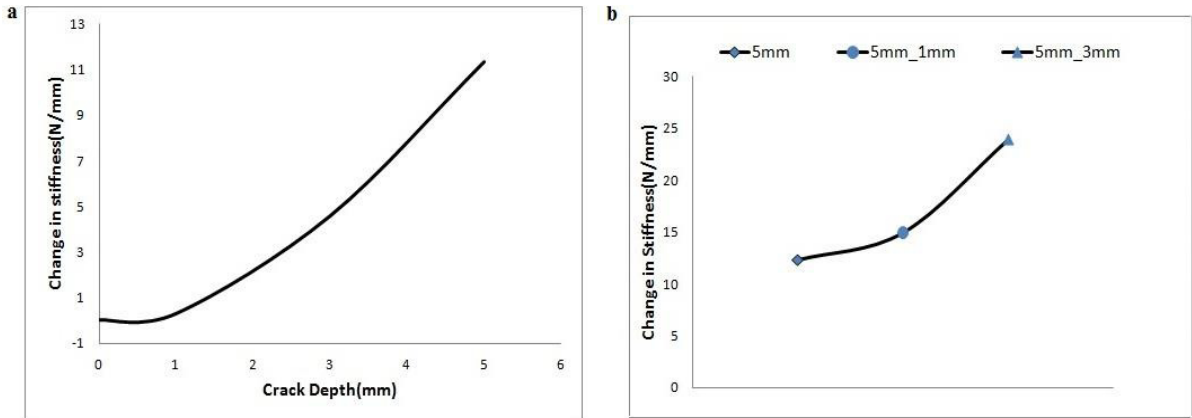 a
13
11
9
7
5
3
1
-1
Change in stiffness(N/mm)
0 1 2 3 4 5 6
Crack Depth(mm)
b
5mm 5mm_1mm 5mm_3mm
30
25
20
15
10
5
0
Change in Stiffness(N/mm)